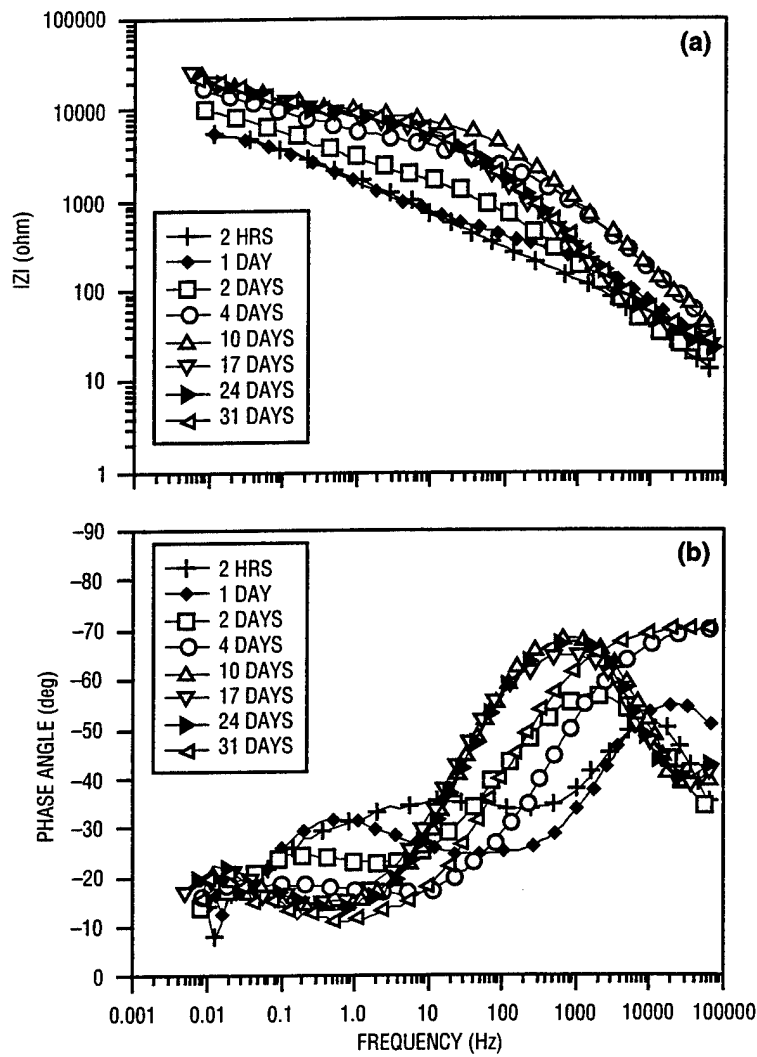 100000
(a)
10000
1000
100
10
1
IZI (ohm)
2 HRS
1 DAY
2 DAYS
4 DAYS
10 DAYS
17 DAYS
24 DAYS
31 DAYS
−90
(b)
−80
−70
−60
−50
−40
−30
−20
−10
0
PHASE ANGLE (deg)
2 HRS
1 DAY
2 DAYS
4 DAYS
10 DAYS
17 DAYS
24 DAYS
31 DAYS
0.001 0.01 0.1 1.0 10 100 1000 10000 100000
FREQUENCY (Hz)